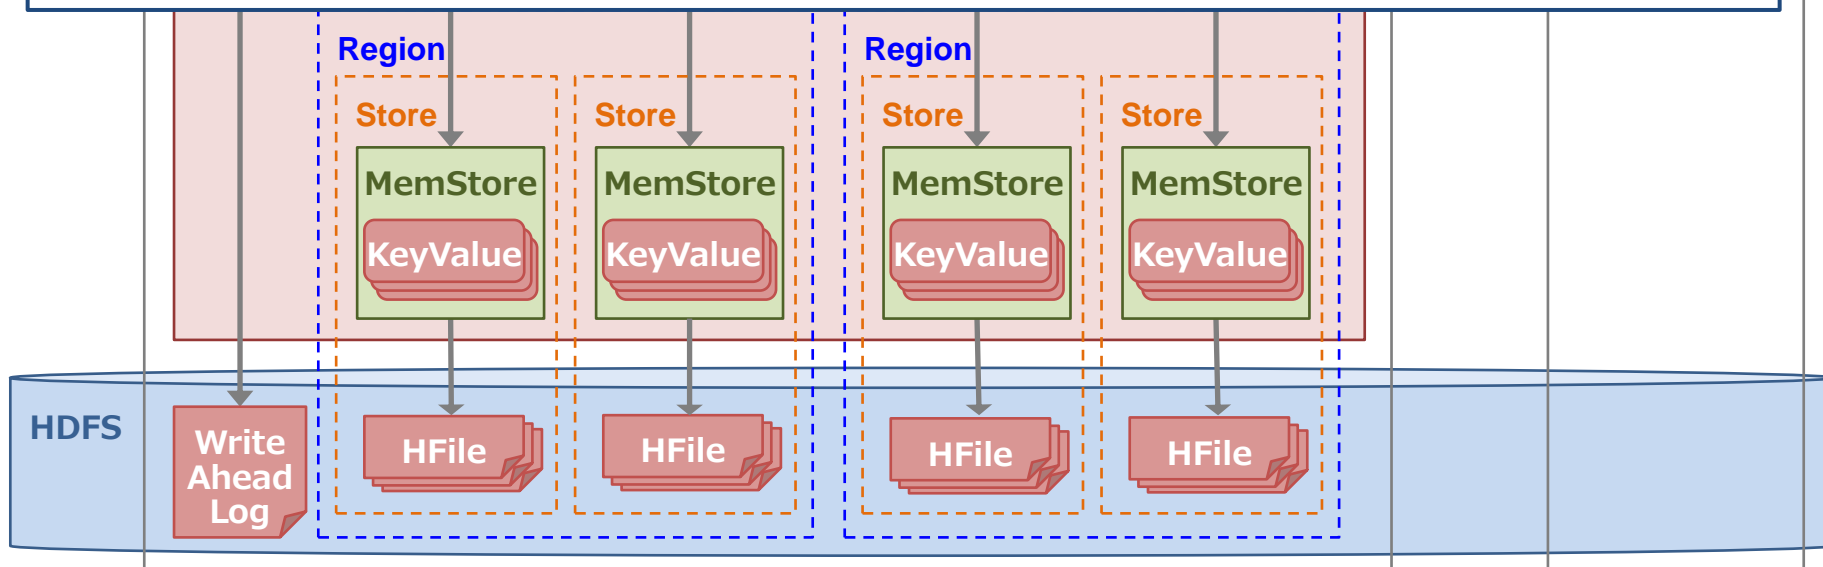 Region
Region
Store
Store
Store
Store
MemStore
MemStore
MemStore
MemStore
KeyValue
KeyValue
KeyValue
KeyValue
HDFS
Write
Ahead
Log
HFile
HFile
HFile
HFile